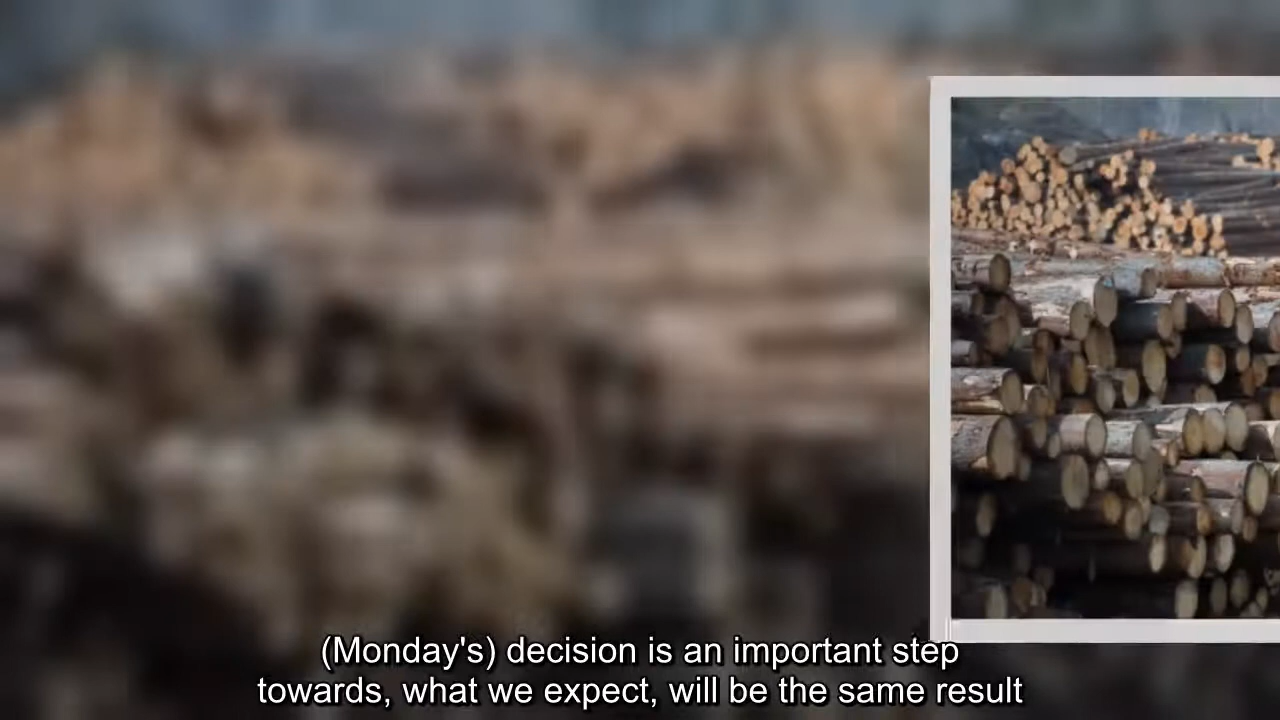 (Monday's) decision is an important step
towards, what we expect, will be the same result